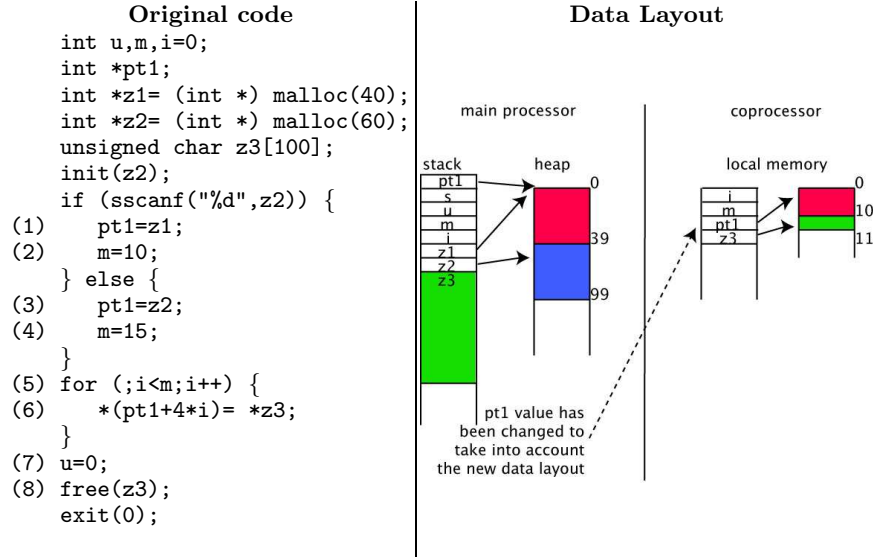 Original code
int u,m,i=0;
int *pt1;
int *z1= (int *) malloc(40);
int *z2= (int *) malloc(60);
unsigned char z3[100];
init(z2);
if (sscanf("%d",z2)) {
(1) pt1=z1;
(2) m=10;
} else {
(3) pt1=z2;
(4) m=15;
}
(5) for (;i<m;i++) {
(6) *(pt1+4*i)= *z3;
}
(7) u=0;
(8) free(z3);
exit(0);
Data Layout
main processor
stack
pt1
s
u
m
i
z1
z2
z3
heap
0
39
99
pt1 value has
been changed to
take into account
the new data layout
coprocessor
local memory
i
m
pt1
z3
0
10
11